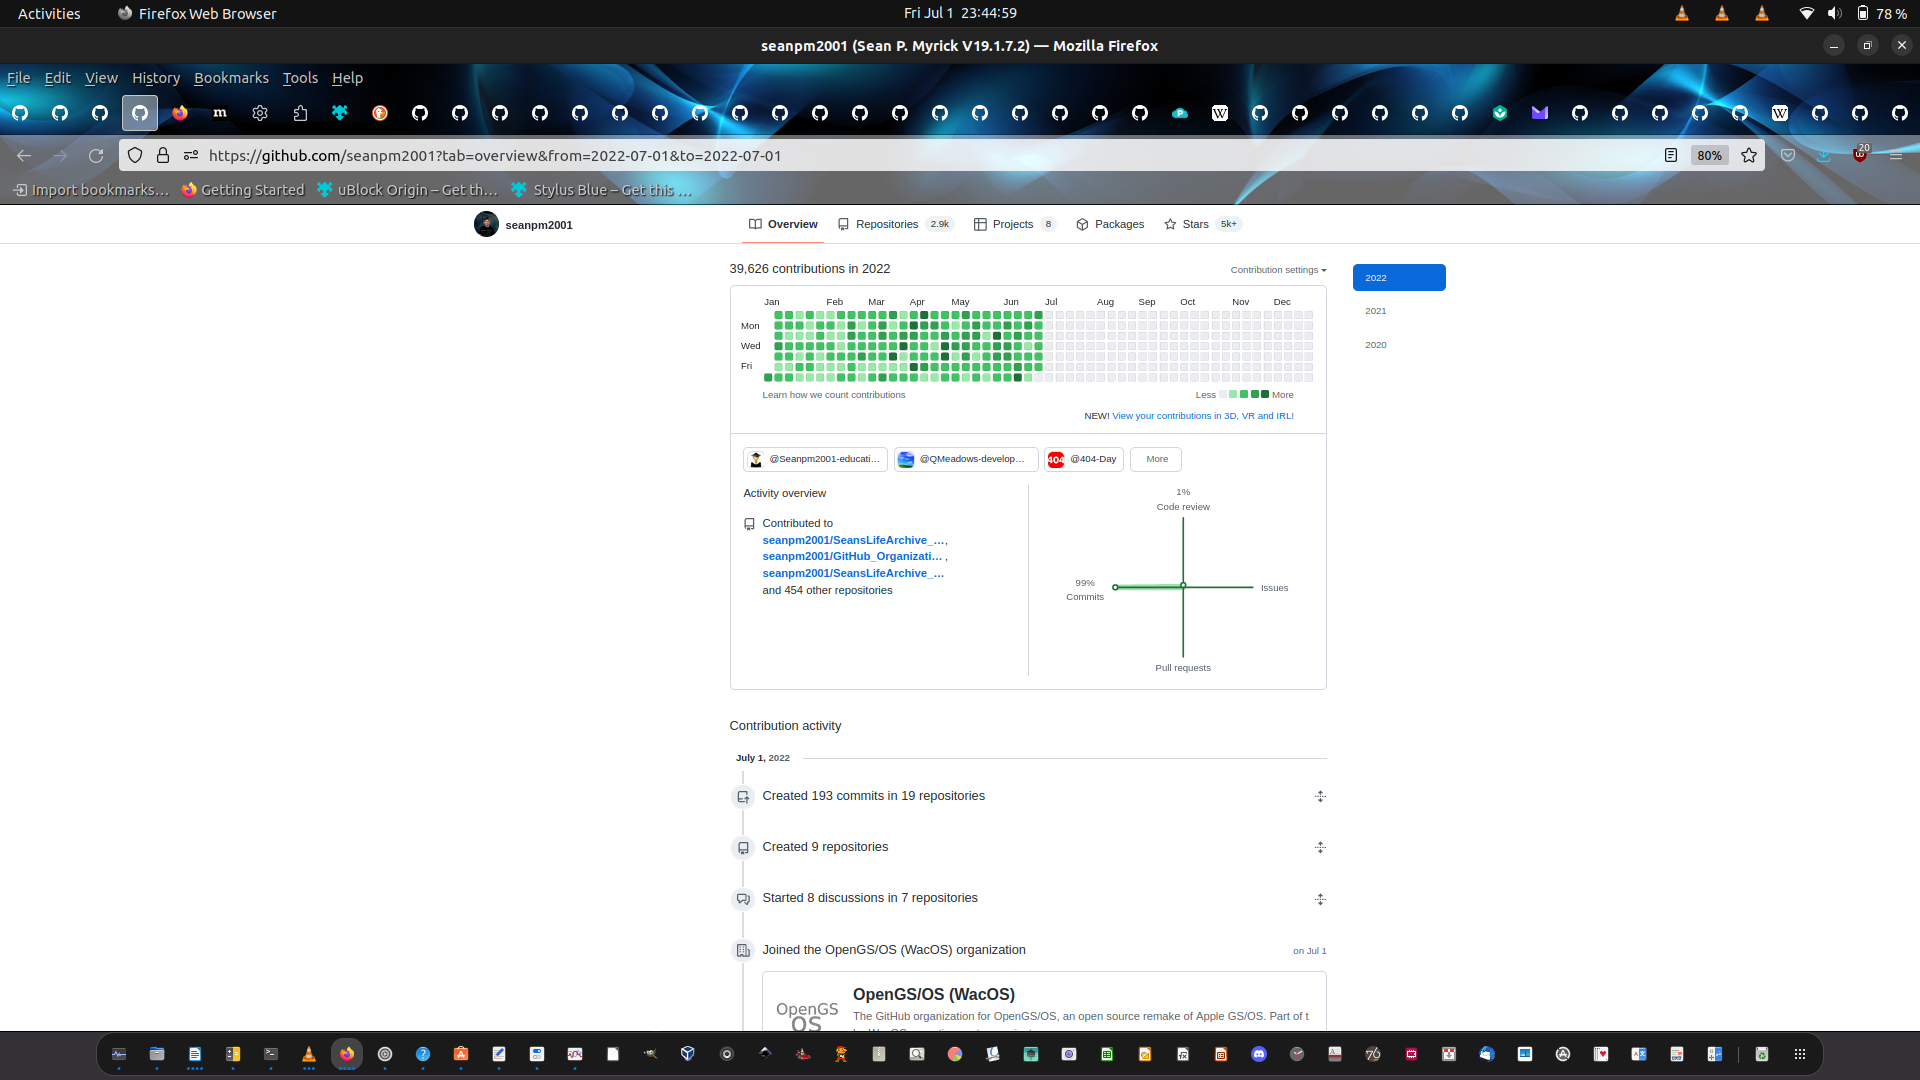 Activities
Firefox Web Browser
Fri Jul 1 23:44:59
78 %
seanpm2001 (Sean P. Myrick V19.1.7.2) — Mozilla Firefox
File Edit View History Bookmarks Tools Help
https://github.com/seanpm2001?tab=overview&from=2022-07-01&to=2022-07-01
80%
20
Import bookmarks…
Getting Started
uBlock Origin – Get th…
Stylus Blue – Get this …
seanpm2001
Overview
Repositories 2.9k
Projects 8
Packages
Stars 5k+
39,626 contributions in 2022
Contribution settings
2022
2021
2020
Jan Feb Mar Apr May Jun Jul Aug Sep Oct Nov Dec
Mon
Wed
Fri
Learn how we count contributions
Less
More
NEW! View your contributions in 3D, VR and IRL!
@Seanpm2001-educati…
@QMeadows-develop…
404 @404-Day
More
Activity overview
Contributed to
seanpm2001/SeansLifeArchive_…,
seanpm2001/GitHub_Organizati… ,
seanpm2001/SeansLifeArchive_…
and 454 other repositories
1%
Code review
99%
Commits
Issues
Pull requests
Contribution activity
July 1, 2022
Created 193 commits in 19 repositories
Created 9 repositories
Started 8 discussions in 7 repositories
Joined the OpenGS/OS (WacOS) organization
on Jul 1
OpenGS
OS
OpenGS/OS (WacOS)
The GitHub organization for OpenGS/OS, an open source remake of Apple GS/OS. Part of t